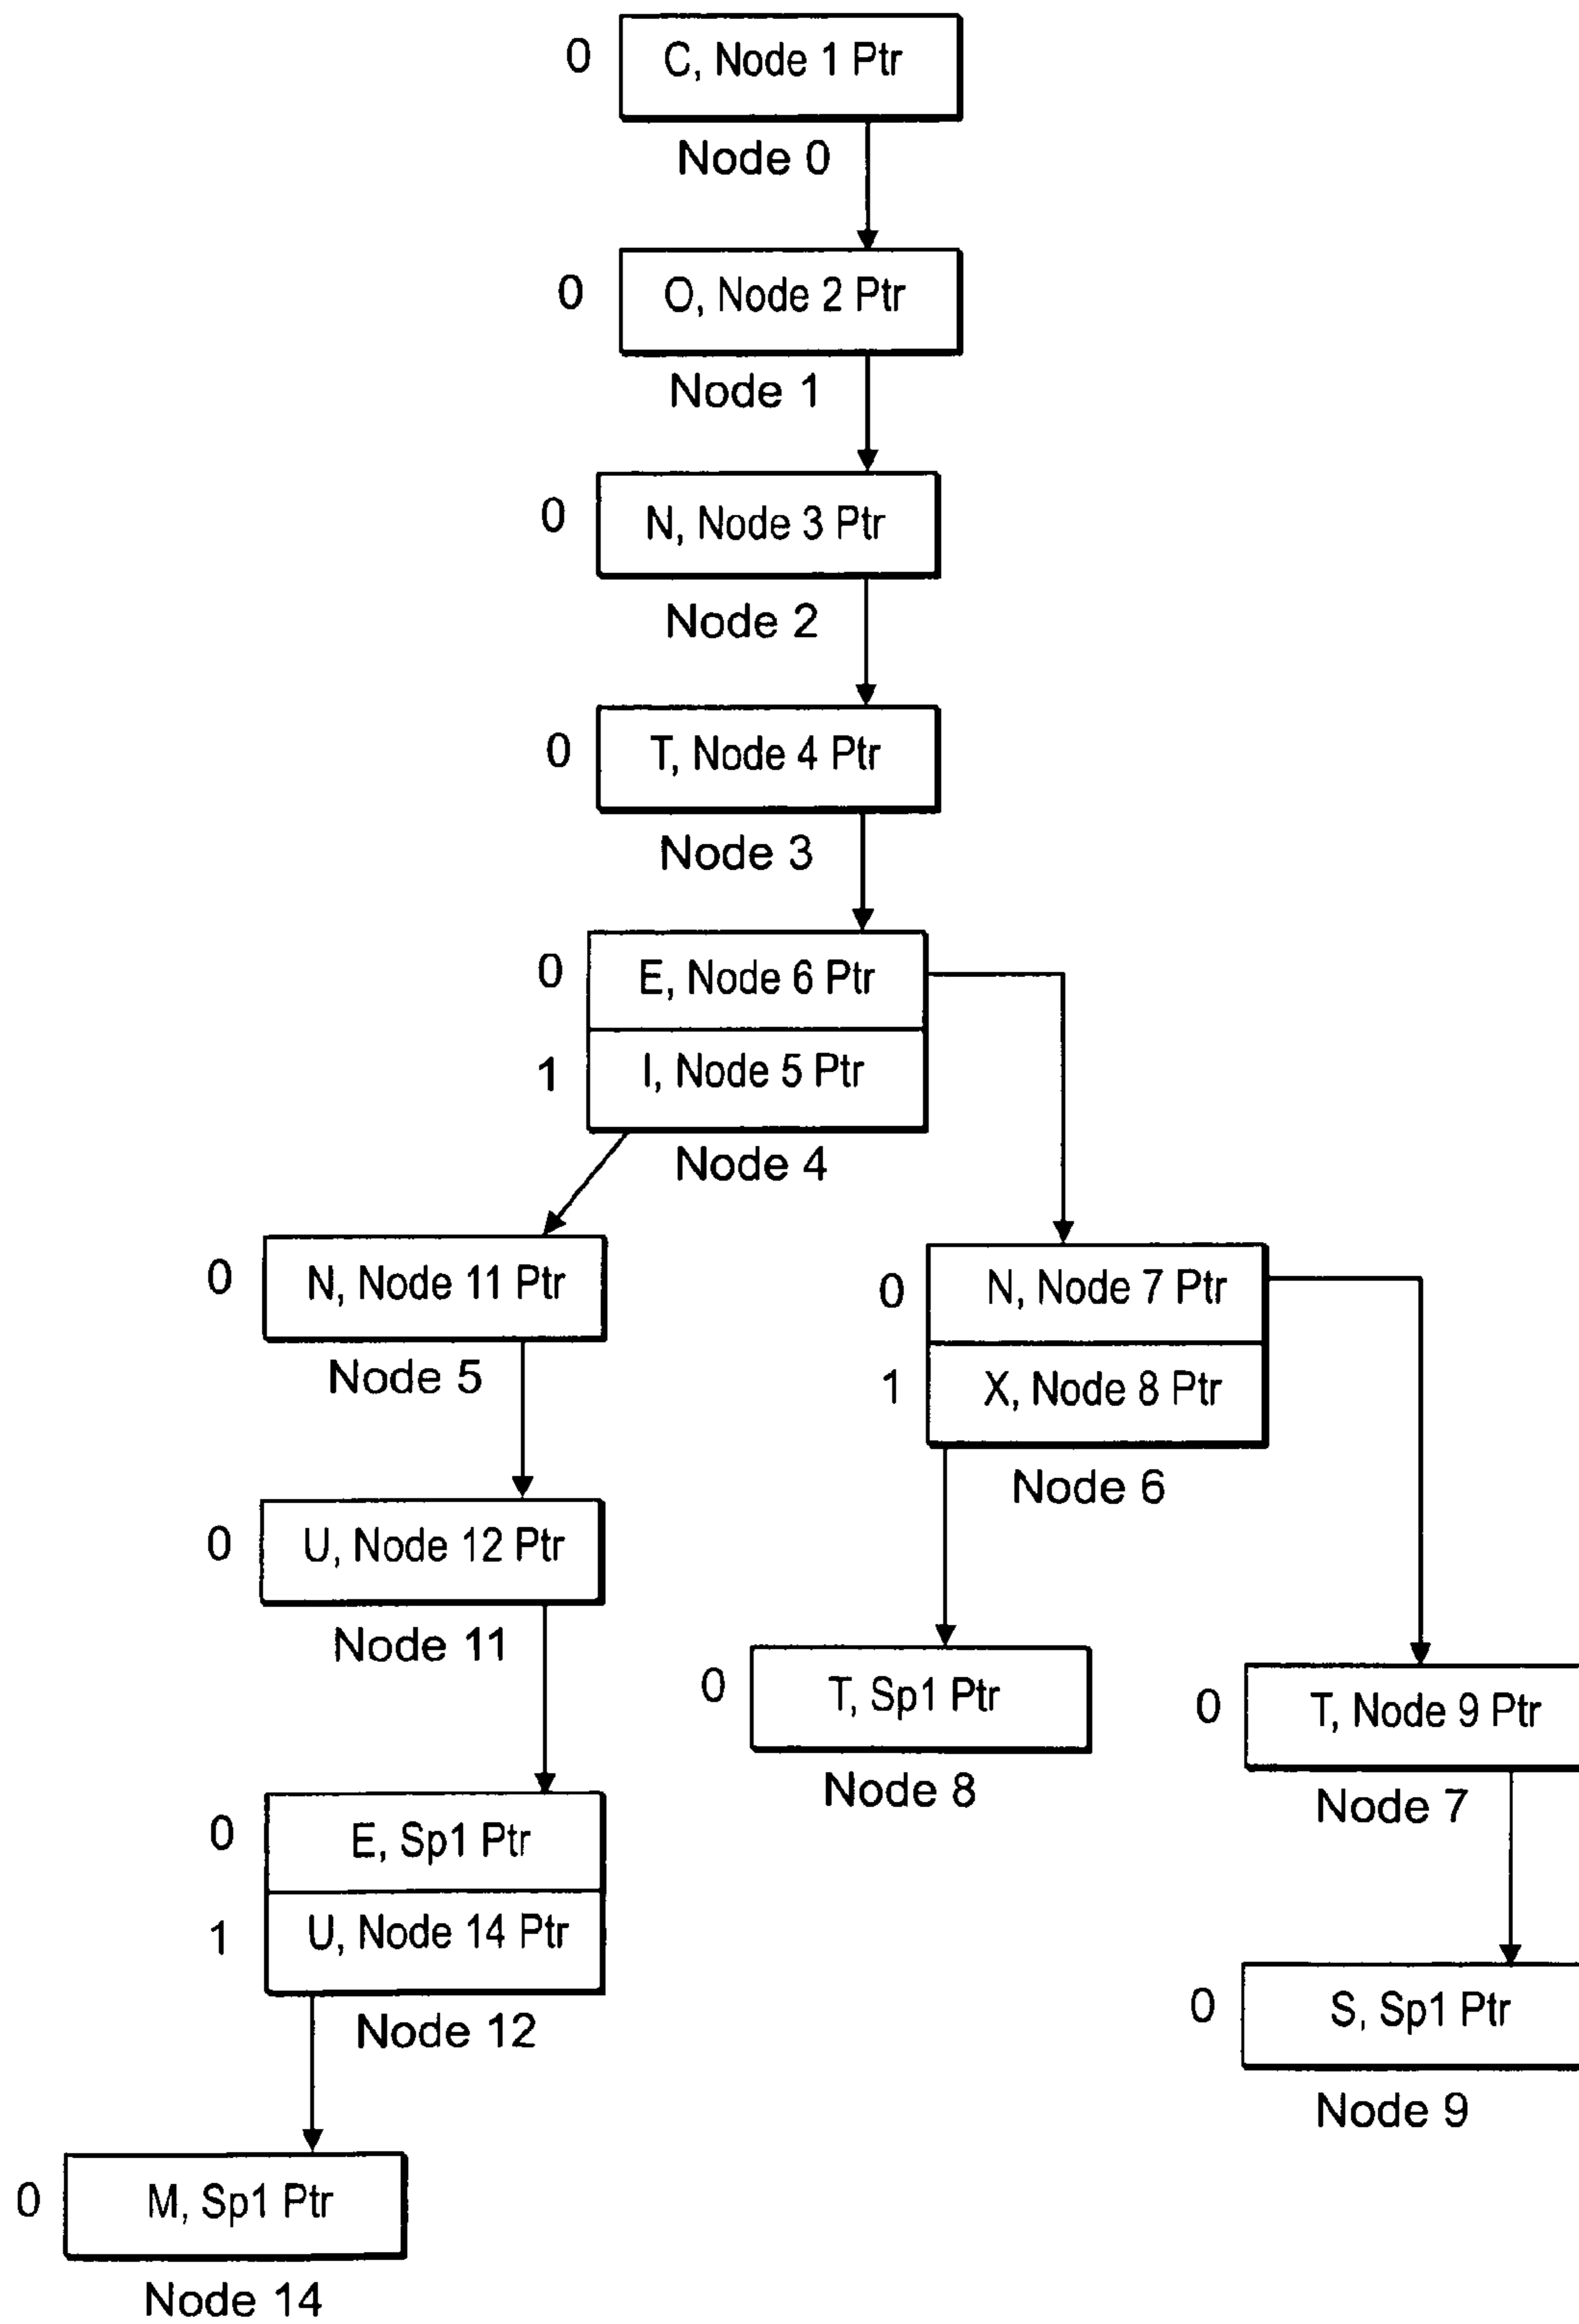 0 C, Node 1 Ptr
Node 0
0 O, Node 2 Ptr
Node 1
0 N, Node 3 Ptr
Node 2
0 T, Node 4 Ptr
Node 3
0 E, Node 6 Ptr
1 I, Node 5 Ptr
Node 4
0 N, Node 11 Ptr
Node 5
0 N, Node 7 Ptr
1 X, Node 8 Ptr
Node 6
0 U, Node 12 Ptr
Node 11
0 T, Sp1 Ptr
Node 8
0 T, Node 9 Ptr
Node 7
0 E, Sp1 Ptr
1 U, Node 14 Ptr
Node 12
0 S, Sp1 Ptr
Node 9
0 M, Sp1 Ptr
Node 14